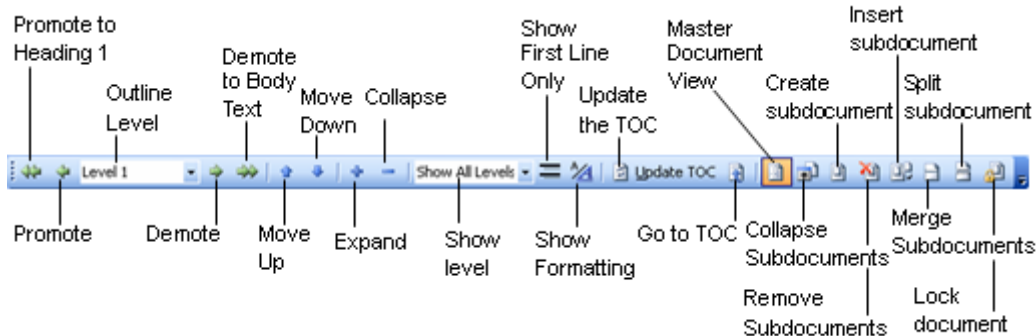 Promote to
Heading 1
Outline
Level
Demote
to Body
Text
Move
Down
Collapse
Show
First Line
Only
Update
the TOC
Master
Document
View
Create
subdocument
Insert
subdocument
Split
subdocument
Level 1
Show All Levels
Update TOC
Promote
Demote
Move
Up
Expand
Show
level
Show
Formatting
Go to TOC
Collapse
Subdocuments
Remove
Subdocuments
Merge
Subdocuments
Lock
document